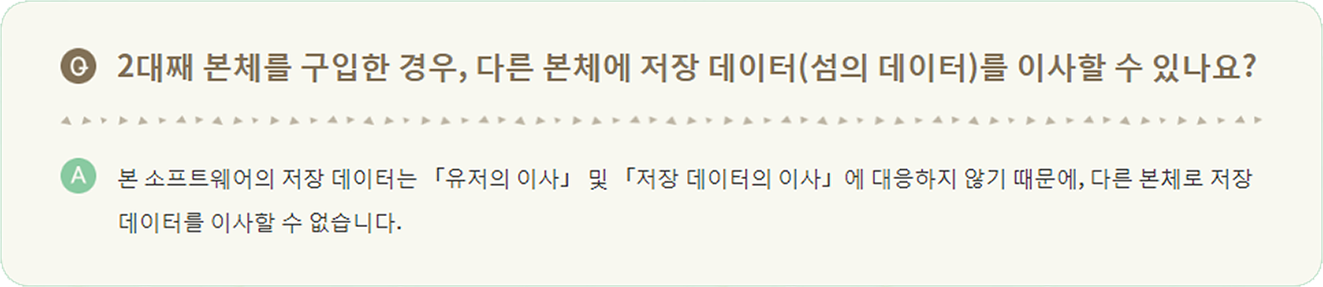 Q 2대째 본체를 구입한 경우, 다른 본체에 저장 데이터(섬의 데이터)를 이사할 수 있나요?
A 본 소프트웨어의 저장 데이터는 「유저의 이사」 및 「저장 데이터의 이사」에 대응하지 않기 때문에, 다른 본체로 저장
데이터를 이사할 수 없습니다.